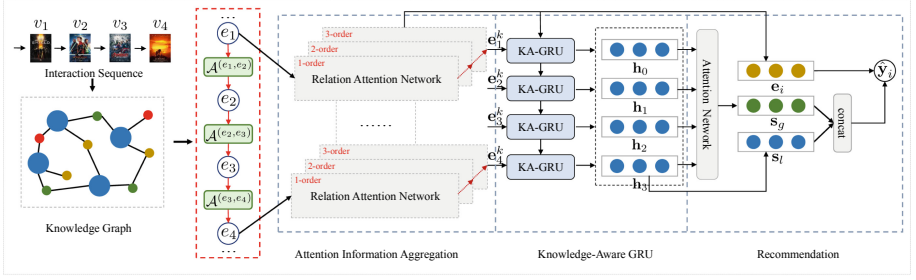 v₁ v₂ v₃ v₄
Interaction Sequence
Knowledge Graph
...
e₁
𝒜^(e₁,e₂)
e₂
𝒜^(e₂,e₃)
e₃
𝒜^(e₃,e₄)
e₄
...
3-order
2-order
1-order
Relation Attention Network
......
3-order
2-order
1-order
Relation Attention Network
Attention Information Aggregation
e₁ᵏ
e₂ᵏ
e₃ᵏ
e₄ᵏ
KA-GRU
KA-GRU
KA-GRU
KA-GRU
h₀
h₁
h₂
h₃
Knowledge-Aware GRU
Attention Network
eᵢ
s_g
s_l
concat
ŷᵢ
Recommendation